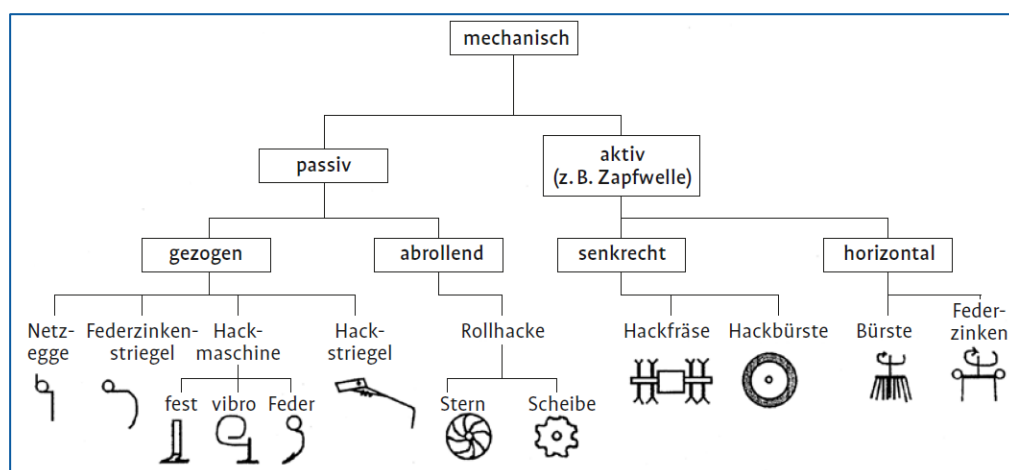 mechanisch
passiv
aktiv
(z. B. Zapfwelle)
gezogen
abrollend
senkrecht
horizontal
Netz-
egge
Federzinken-
striegel
Hack-
maschine
Hack-
striegel
Rollhacke
Hackfräse
Hackbürste
Bürste
Feder-
zinken
fest
vibro
Feder
Stern
Scheibe